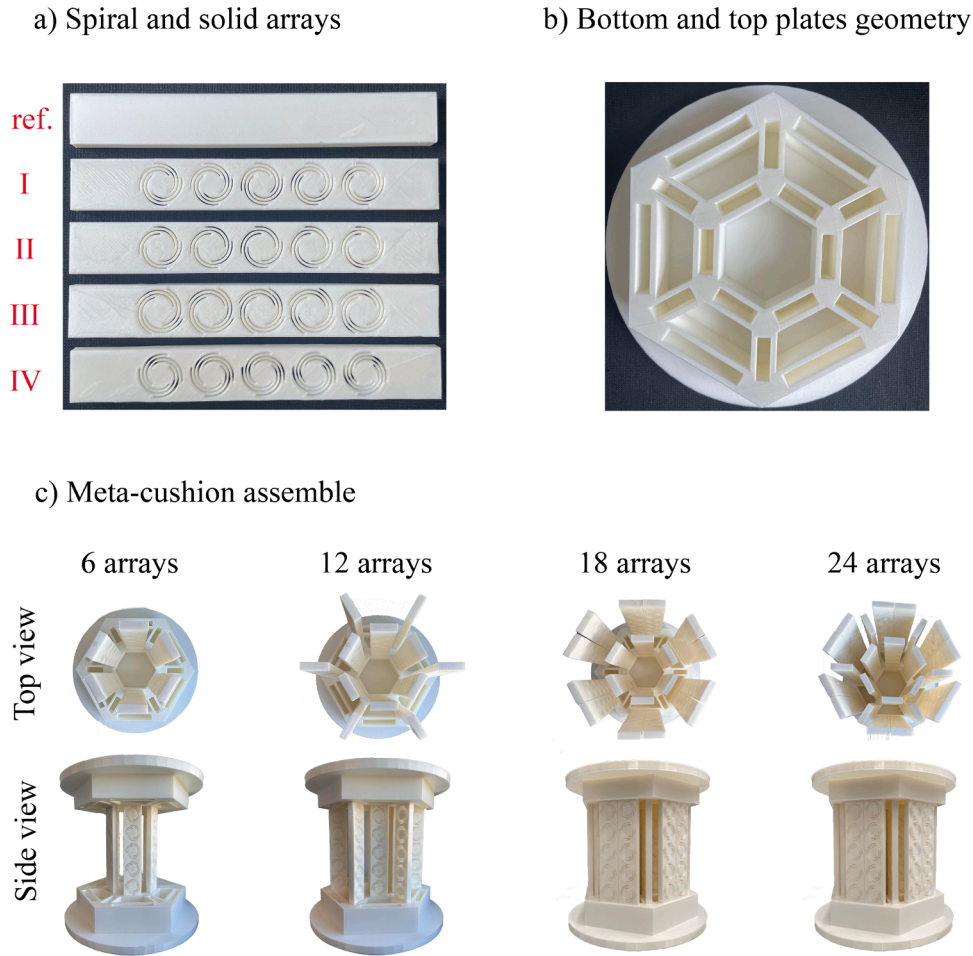 a) Spiral and solid arrays
b) Bottom and top plates geometry
ref.
I
II
III
IV
c) Meta-cushion assemble
6 arrays
12 arrays
18 arrays
24 arrays
Top view
Side view